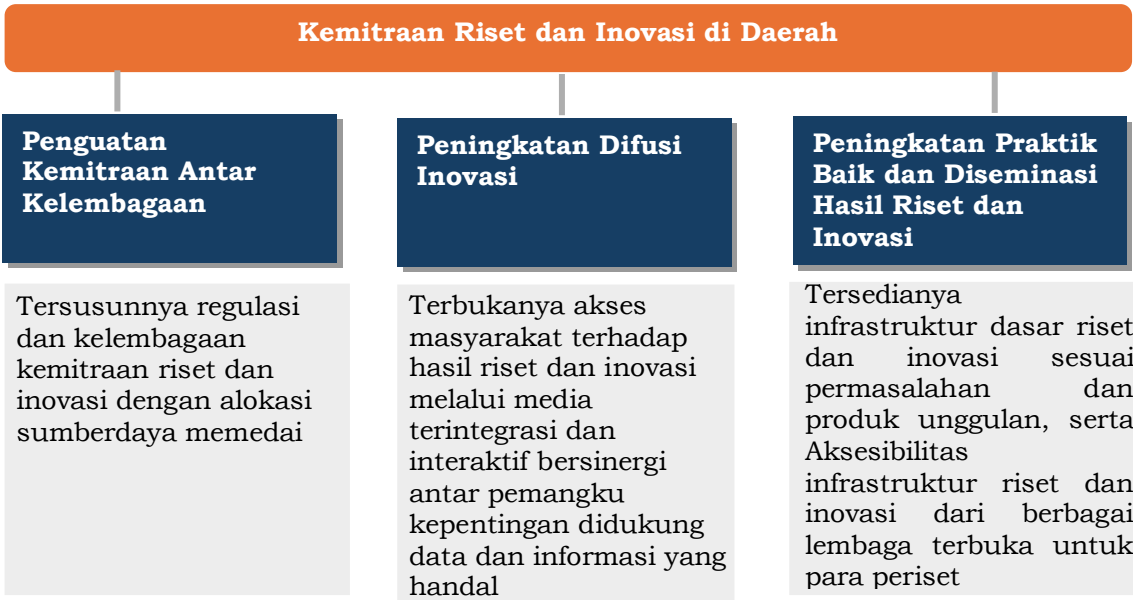 Kemitraan Riset dan Inovasi di Daerah
Penguatan
Kemitraan Antar
Kelembagaan
Tersusunnya regulasi
dan kelembagaan
kemitraan riset dan
inovasi dengan alokasi
sumberdaya memedai
Peningkatan Difusi
Inovasi
Terbukanya akses
masyarakat terhadap
hasil riset dan inovasi
melalui media
terintegrasi dan
interaktif bersinergi
antar pemangku
kepentingan didukung
data dan informasi yang
handal
Peningkatan Praktik
Baik dan Diseminasi
Hasil Riset dan
Inovasi
Tersedianya
infrastruktur dasar riset
dan inovasi sesuai
permasalahan dan
produk unggulan, serta
Aksesibilitas
infrastruktur riset dan
inovasi dari berbagai
lembaga terbuka untuk
para periset